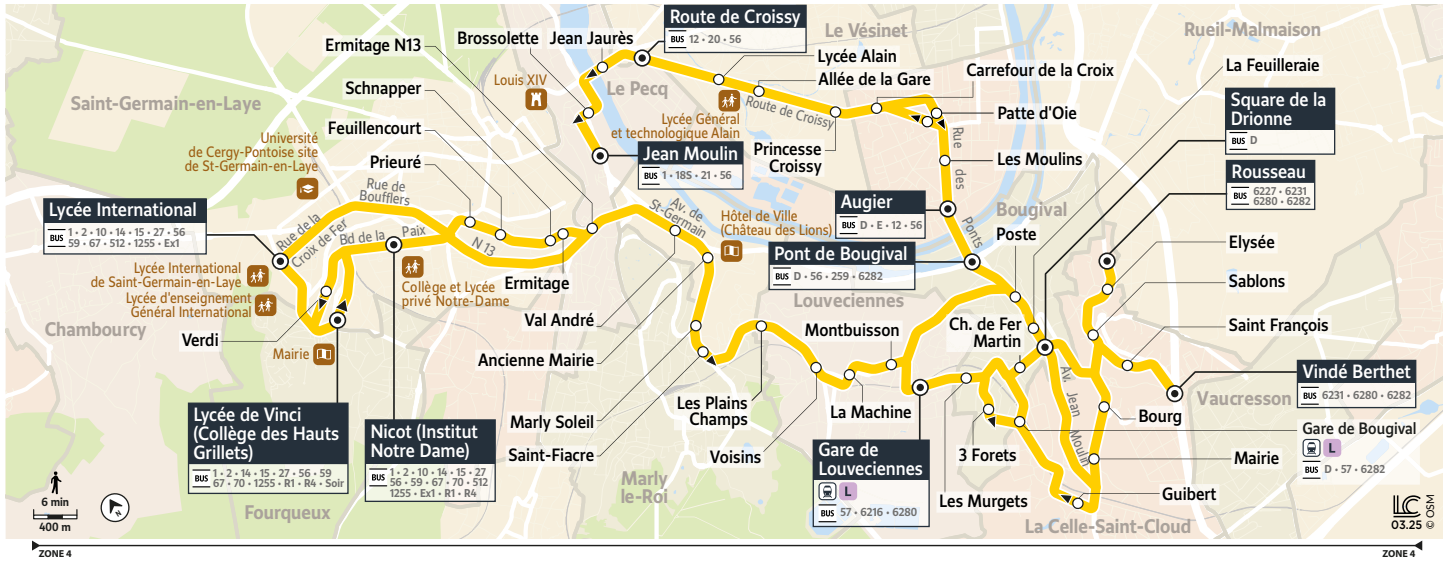 Route de Croissy
BUS 12 • 20 • 56
Le Vésinet
Rueil-Malmaison
Ermitage N13
Brossolette
Jean Jaurès
Lycée Alain
La Feuilleraie
Schnapper
Louis XIV
Le Pecq
Allée de la Gare
Carrefour de la Croix
Saint-Germain-en-Laye
Route de Croissy
Square de la
Drionne
BUS D
Feuillencourt
Lycée Général
et technologique Alain
Patte d'Oie
Université
de Cergy-Pontoise site
de St-Germain-en-Laye
Prieuré
Princesse
Croissy
Jean Moulin
BUS 1 • 18S • 21 • 56
Les Moulins
Rue des Ponts
Rousseau
BUS 6227 • 6231
6280 • 6282
Rue de
Boufflers
Lycée International
BUS 1 • 2 • 10 • 14 • 15 • 27 • 56
59 • 67 • 512 • 1255 • Ex1
Rue de la
Croix de Fer
Bd de la Paix
N 13
Av. de
St-Germain
Hôtel de Ville
(Château des Lions)
Augier
BUS D • E • 12 • 56
Bougival
Poste
Elysée
Pont de Bougival
BUS D • 56 • 259 • 6282
Lycée International
de Saint-Germain-en-Laye
Lycée d'enseignement
Général International
Collège et Lycée
privé Notre-Dame
Ermitage
Sablons
Louveciennes
Chambourcy
Val André
Montbuisson
Ch. de Fer
Martin
Saint François
Verdi
Mairie
Ancienne Mairie
Vindé Berthet
BUS 6231 • 6280 • 6282
Av. Jean Moulin
Vaucresson
Lycée de Vinci
(Collège des Hauts
Grillets)
BUS 1 • 2 • 14 • 15 • 27 • 56 • 59
67 • 70 • 1255 • R1 • R4 • Soir
Nicot (Institut
Notre Dame)
BUS 1 • 2 • 10 • 14 • 15 • 27
56 • 59 • 67 • 70 • 512
1255 • Ex1 • R1 • R4
Marly Soleil
Les Plains
Champs
La Machine
Bourg
Gare de Bougival
L
BUS D • 57 • 6282
Saint-Fiacre
Voisins
Gare de
Louveciennes
L
BUS 57 • 6216 • 6280
3 Forets
Mairie
Marly
le-Roi
Les Murgets
Guibert
6 min
400 m
Fourqueux
La Celle-Saint-Cloud
LC
03.25 © OSM
ZONE 4
ZONE 4